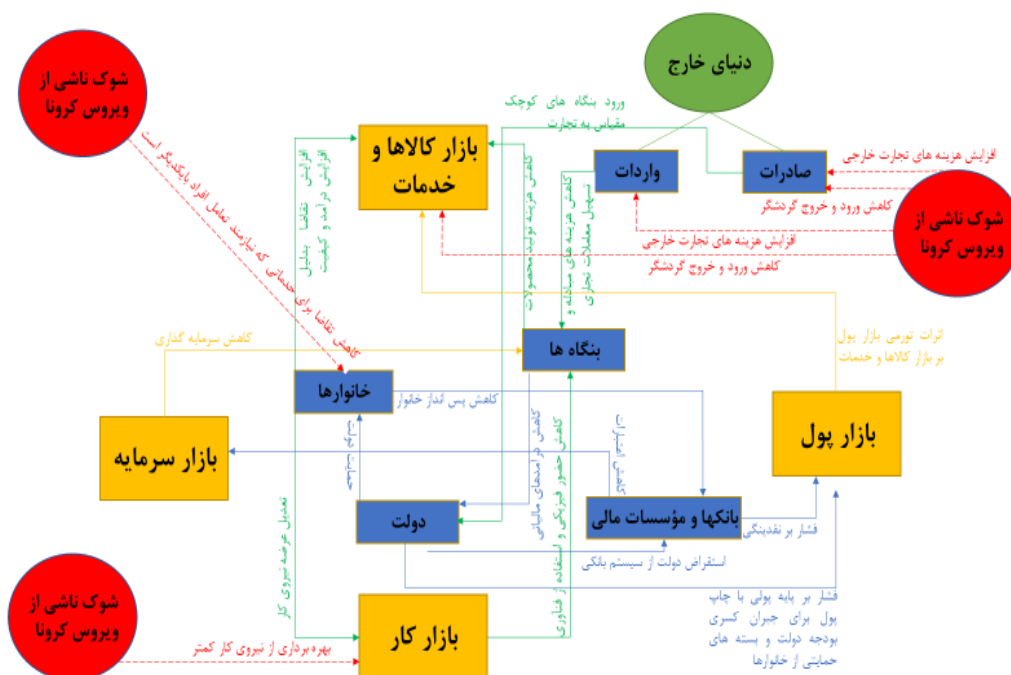 دنیای خارج
شوک ناشی از
ویروس کرونا
ورود بنگاه های کوچک
مقیاس به تجارت
بازار کالاها و
خدمات
واردات
صادرات
افزایش هزینه های تجارت خارجی
کاهش ورود و خروج گردشگر
شوک ناشی از
ویروس کرونا
افزایش هزینه های تجارت خارجی
کاهش ورود و خروج گردشگر
افزایش تقاضا بدلیل
افزایش درآمد و کیفیت
کاهش هزینه تولید محصولات
کاهش هزینه های مبادله و
تسهیل معاملات تجاری
کاهش تقاضا برای خدماتی که نیازمند تعامل افراد بایکدیگر است
کاهش سرمایه گذاری
بنگاه ها
اثرات تورمی بازار پول
بر بازار کالاها و خدمات
خانوارها
کاهش پس انداز خانوار
بازار پول
بازار سرمایه
حمایت دولت
کاهش درآمدهای مالیاتی
کاهش حضور فیزیکی و استفاده از فناوری
کاهش اعتبارات
دولت
بانکها و مؤسسات مالی
فشار بر نقدینگی
استقراض دولت از سیستم بانکی
تعدیل عرضه نیروی کار
شوک ناشی از
ویروس کرونا
بازار کار
بهره برداری از نیروی کار کمتر
فشار بر پایه پولی با چاپ
پول برای جبران کسری
بودجه دولت و بسته های
حمایتی از خانوارها